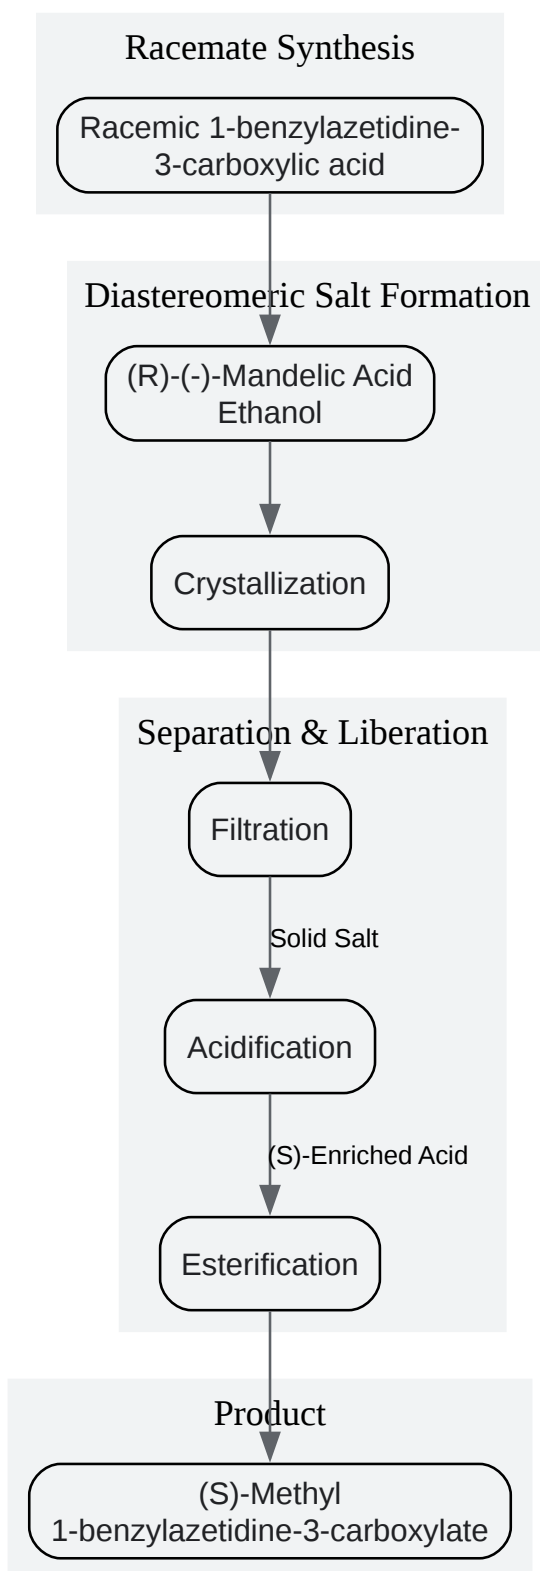 Racemate Synthesis
Racemic 1-benzylazetidine-
3-carboxylic acid
Diastereomeric Salt Formation
(R)-(-)-Mandelic Acid
Ethanol
Crystallization
Separation & Liberation
Filtration
Solid Salt
Acidification
(S)-Enriched Acid
Esterification
Product
(S)-Methyl
1-benzylazetidine-3-carboxylate